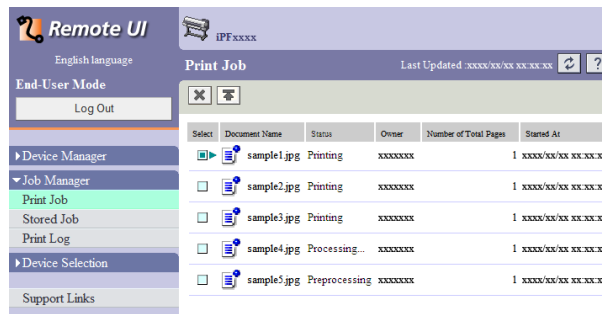 Remote UI
English language
End-User Mode
Log Out
Device Manager
Job Manager
Print Job
Stored Job
Print Log
Device Selection
Support Links
iPFxxxx
Print Job Last Updated :xxxx/xx/xx xx:xx:xx ?
Select Document Name Status Owner Number of Total Pages Started At
sample1.jpg Printing xxxxxxx 1 xxxx/xx/xx xx:xx:x
sample2.jpg Printing xxxxxxx 1 xxxx/xx/xx xx:xx:x
sample3.jpg Printing xxxxxxx 1 xxxx/xx/xx xx:xx:x
sample4.jpg Processing... xxxxxxx 1 xxxx/xx/xx xx:xx:x
sample5.jpg Preprocessing xxxxxxx 1 xxxx/xx/xx xx:xx:x